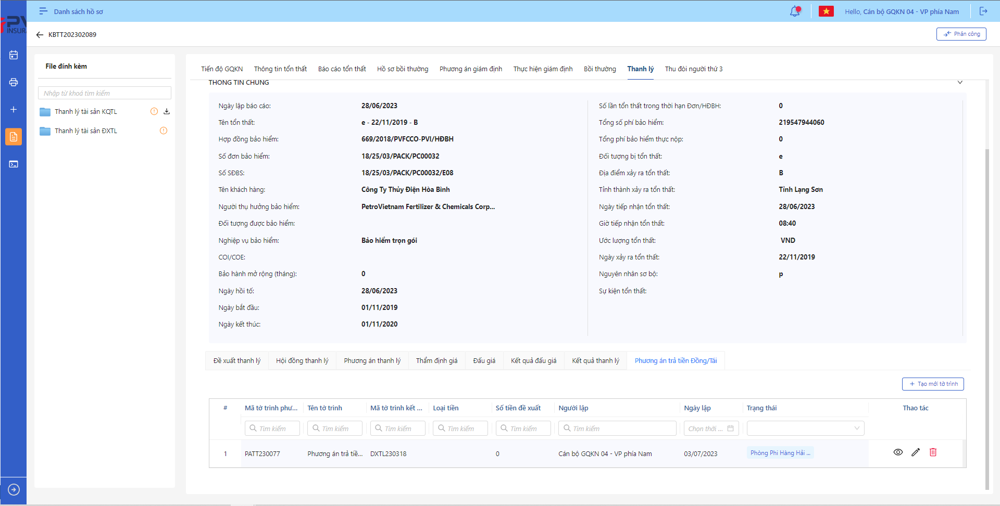 Danh sách hồ sơ
Hello, Cán bộ GQKN 04 - VP phía Nam
PV
INSURA
KBTT202302089
Phân công
File đính kèm
Nhập từ khoá tìm kiếm
Thanh lý tài sản KQTL
Thanh lý tài sản ĐXTL
Tiến độ GQKN Thông tin tổn thất Báo cáo tổn thất Hồ sơ bồi thường Phương án giám định Thực hiện giám định Bồi thường Thanh lý Thu đòi người thứ 3
THÔNG TIN CHUNG
Ngày lập báo cáo: 28/06/2023
Tên tổn thất: e - 22/11/2019 - B
Hợp đồng bảo hiểm: 669/2018/PVFCCO-PVI/HĐBH
Số đơn bảo hiểm: 18/25/03/PACK/PC00032
Số SĐBS: 18/25/03/PACK/PC00032/E08
Tên khách hàng: Công Ty Thủy Điện Hòa Bình
Người thụ hưởng bảo hiểm: PetroVietnam Fertilizer & Chemicals Corp...
Đối tượng được bảo hiểm:
Nghiệp vụ bảo hiểm: Bảo hiểm trọn gói
COI/COE:
Bảo hành mở rộng (tháng): 0
Ngày hồi tố: 28/06/2023
Ngày bắt đầu: 01/11/2019
Ngày kết thúc: 01/11/2020
Số lần tổn thất trong thời hạn Đơn/HĐBH: 0
Tổng số phí bảo hiểm: 219547944060
Tổng phí bảo hiểm thực nộp: 0
Đối tượng bị tổn thất: e
Địa điểm xảy ra tổn thất: B
Tỉnh thành xảy ra tổn thất: Tỉnh Lạng Sơn
Ngày tiếp nhận tổn thất: 28/06/2023
Giờ tiếp nhận tổn thất: 08:40
Ước lượng tổn thất: VND
Ngày xảy ra tổn thất: 22/11/2019
Nguyên nhân sơ bộ: p
Sự kiện tổn thất:
Đề xuất thanh lý Hội đồng thanh lý Phương án thanh lý Thẩm định giá Đấu giá Kết quả đấu giá Kết quả thanh lý Phương án trả tiền Đồng/Tái
+ Tạo mới tờ trình
# Mã tờ trình phư... Tên tờ trình Mã tờ trình kết ... Loại tiền Số tiền đề xuất Người lập Ngày lập Trạng thái Thao tác
Tìm kiếm Tìm kiếm Tìm kiếm Tìm kiếm Tìm kiếm Tìm kiếm Chọn thời ...
1 PATT230077 Phương án trả tiề... DXTL230318 0 Cán bộ GQKN 04 - VP phía Nam 03/07/2023 Phòng Phi Hàng Hải ...